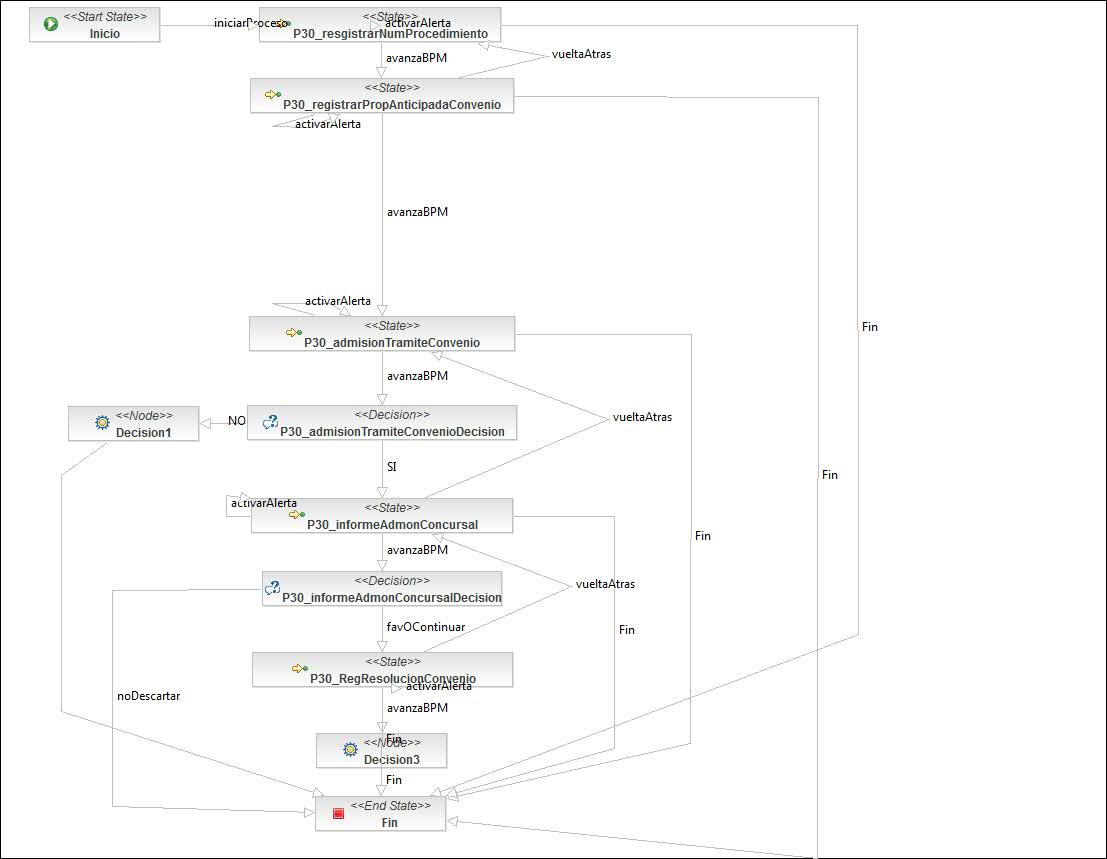 <<Start State>>
Inicio
iniciarProceso
<<State>>
activarAlerta
P30_resgistrarNumProcedimiento
avanzaBPM
vueltaAtras
<<State>>
P30_registrarPropAnticipadaConvenio
activarAlerta
avanzaBPM
activarAlerta
<<State>>
P30_admisionTramiteConvenio
Fin
avanzaBPM
<<Node>>
Decision1
NO
<<Decision>>
P30_admisionTramiteConvenioDecision
vueltaAtras
SI
Fin
activarAlerta
<<State>>
P30_informeAdmonConcursal
Fin
avanzaBPM
<<Decision>>
P30_informeAdmonConcursalDecision
vueltaAtras
favOContinuar
Fin
<<State>>
P30_RegResolucionConvenio
activarAlerta
noDescartar
avanzaBPM
Fin
<<Node>>
Decision3
Fin
<<End State>>
Fin